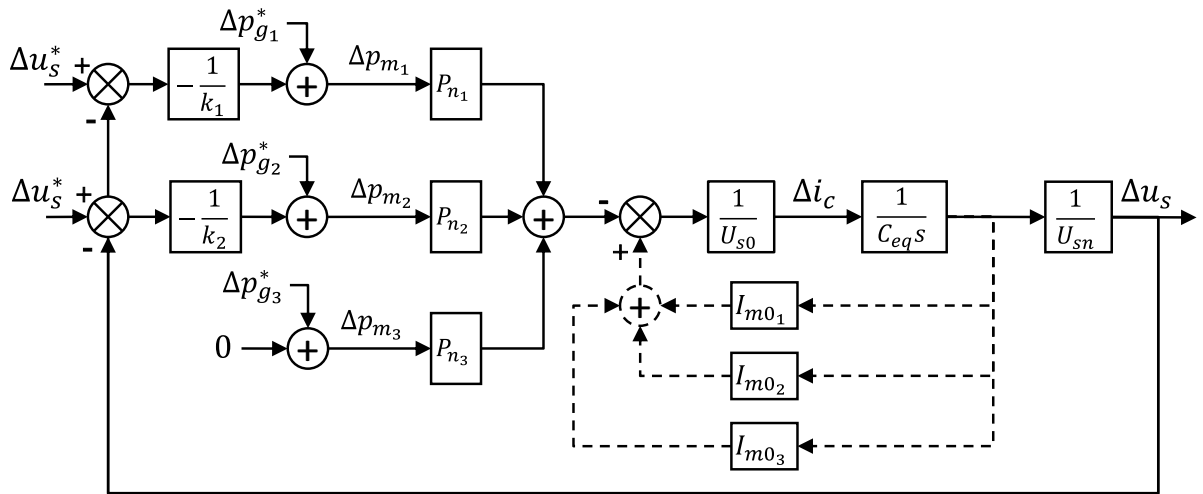 Δp*g1
Δu*s + - 1/k1 + Δpm1 Pn1
-
Δp*g2
Δu*s + - 1/k2 + Δpm2 Pn2 + - 1/Us0 Δic 1/Ceqs 1/Usn Δus
- +
Δp*g3
+ Im01
0 + Δpm3 Pn3
Im02
Im03